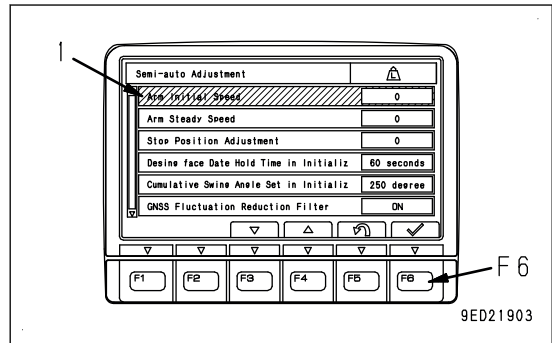 1
Semi-auto Adjustment
L
Arm Initial Speed 0
Arm Steady Speed 0
Stop Position Adjustment 0
Desing face Date Hold Time in Initializ 60 seconds
Cumulative Swing Angle Set in Initializ 250 degree
GNSS Fluctuation Reduction Filter ON
F1 F2 F3 F4 F5 F6
F6
9ED21903